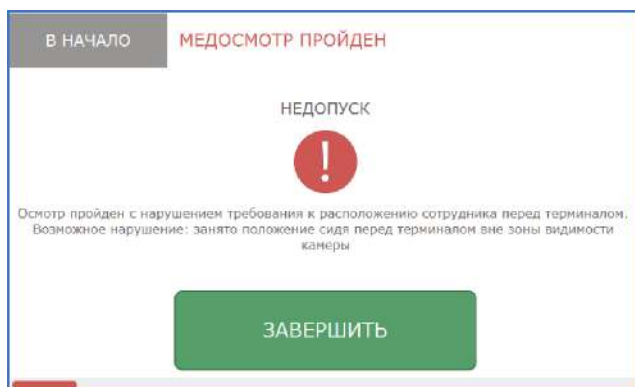 В НАЧАЛО
МЕДОСМОТР ПРОЙДЕН
НЕДОПУСК
!
Осмотр пройден с нарушением требования к расположению сотрудника перед терминалом.
Возможное нарушение: занято положение сидя перед терминалом вне зоны видимости
камеры
ЗАВЕРШИТЬ